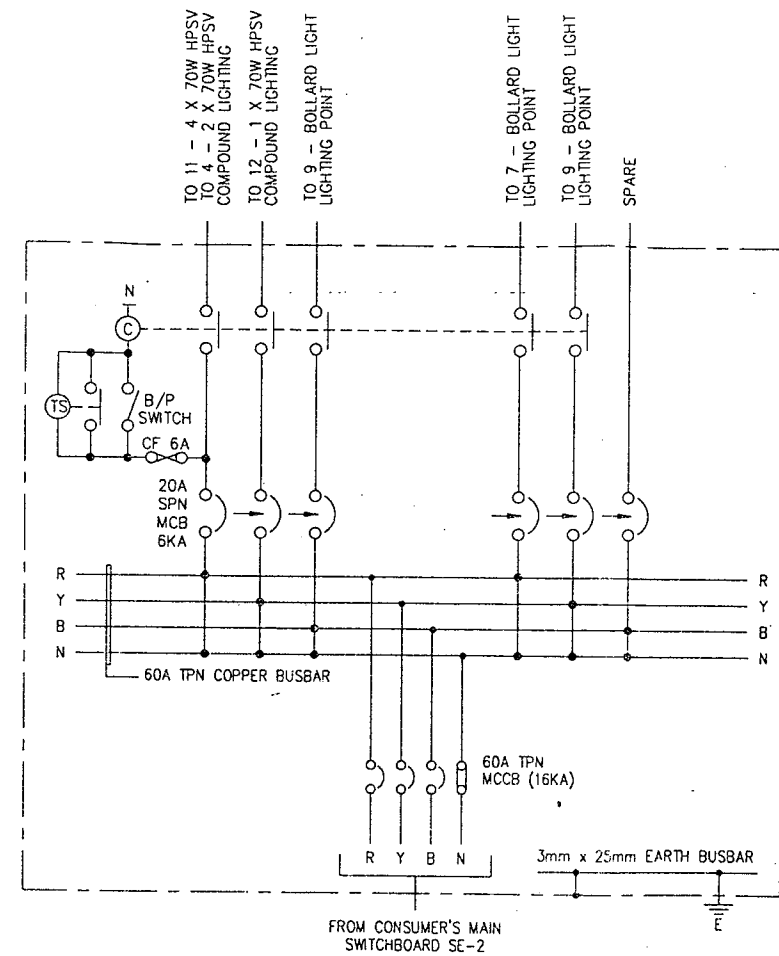 TO 11 - 4 X 70W HPSV
TO 4 - 2 X 70W HPSV
COMPOUND LIGHTING
TO 12 - 1 X 70W HPSV
COMPOUND LIGHTING
TO 9 - BOLLARD LIGHT
LIGHTING POINT
TO 7 - BOLLARD LIGHT
LIGHTING POINT
TO 9 - BOLLARD LIGHT
LIGHTING POINT
SPARE
N
C
TS
B/P
SWITCH
CF 6A
20A
SPN
MCB
6KA
R
R
Y
Y
B
B
N
N
60A TPN COPPER BUSBAR
60A TPN
MCCB (16KA)
R Y B N
3mm x 25mm EARTH BUSBAR
E
FROM CONSUMER'S MAIN
SWITCHBOARD SE-2